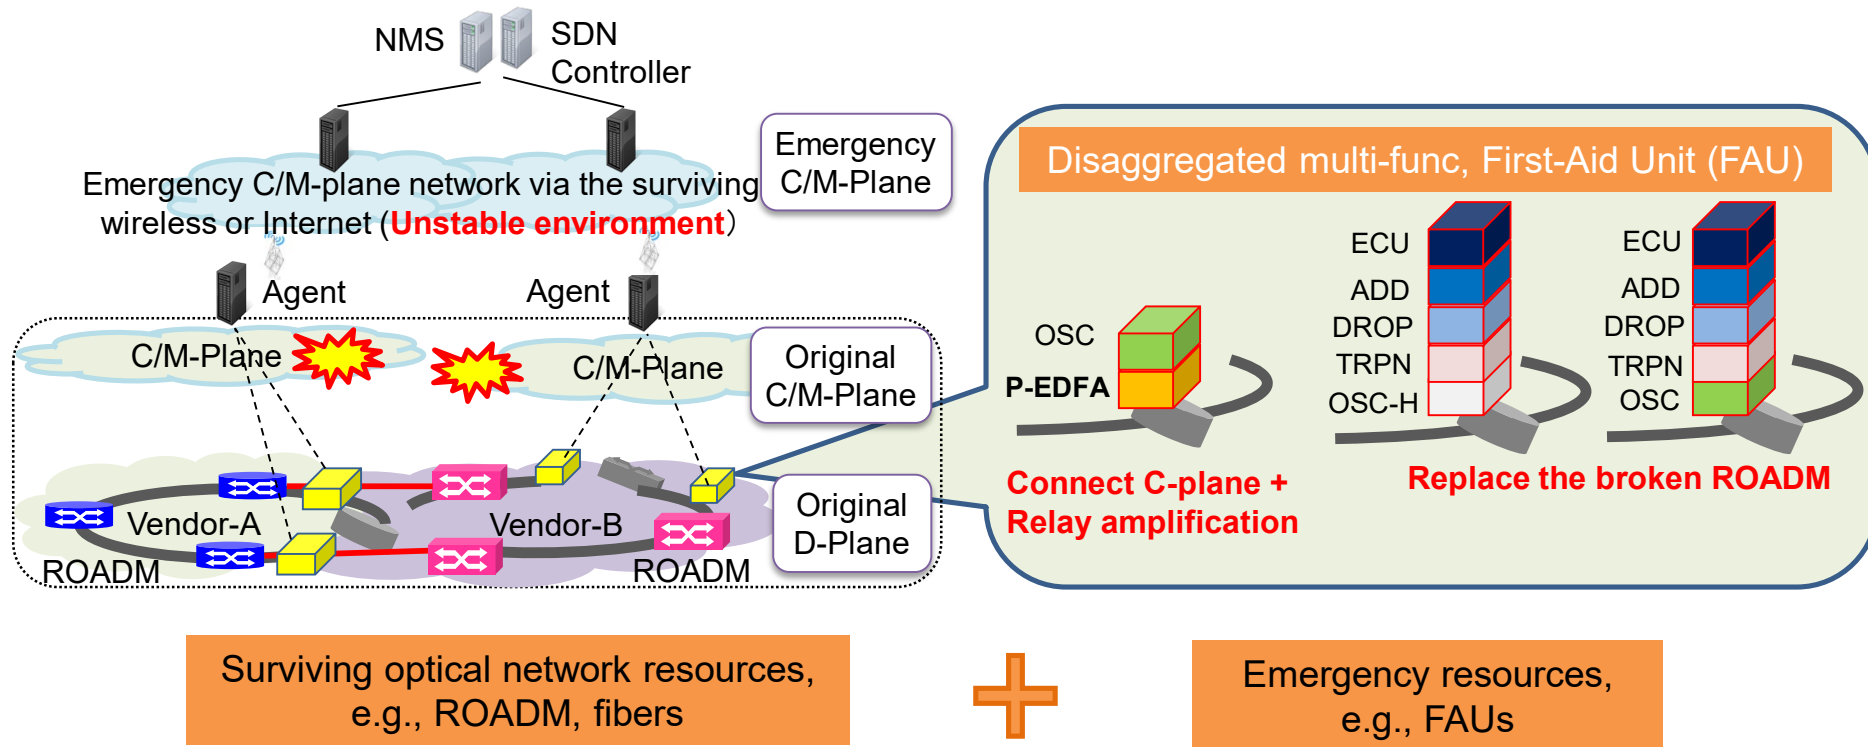 NMS
SDN
Controller
Emergency
C/M-Plane
Emergency C/M-plane network via the surviving
wireless or Internet (Unstable environment)
Agent
Agent
C/M-Plane
C/M-Plane
Original
C/M-Plane
Vendor-A
Vendor-B
Original
D-Plane
ROADM
ROADM
Disaggregated multi-func, First-Aid Unit (FAU)
OSC
P-EDFA
Connect C-plane +
Relay amplification
ECU
ADD
DROP
TRPN
OSC-H
ECU
ADD
DROP
TRPN
OSC
Replace the broken ROADM
Surviving optical network resources,
e.g., ROADM, fibers
Emergency resources,
e.g., FAUs